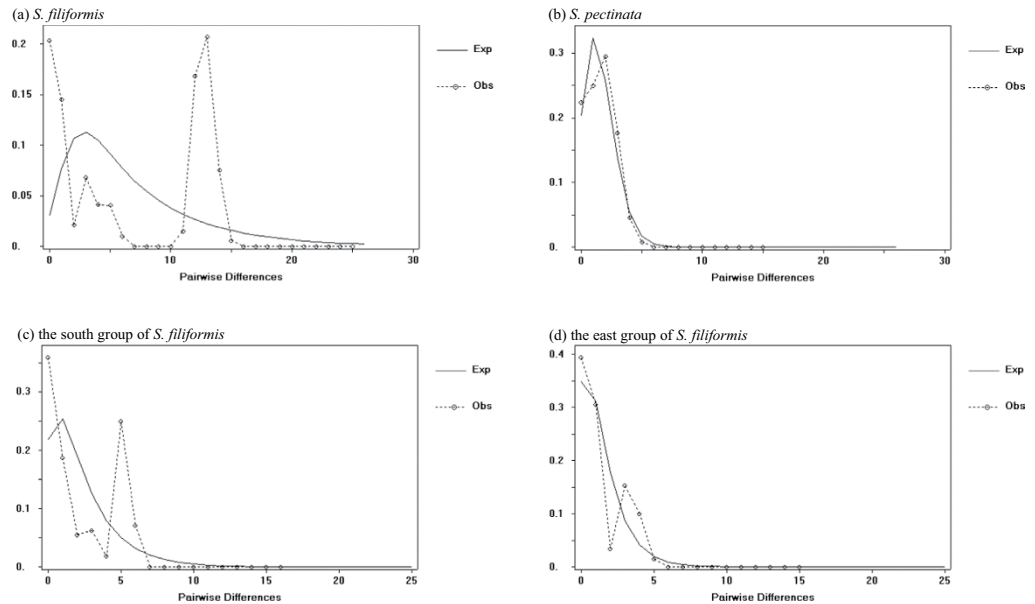 (a) S. filiformis
0.2
0.15
0.1
0.05
0.
0
10
20
30
Pairwise Differences
Exp
Obs
(b) S. pectinata
0.3
0.2
0.1
0.
0
10
20
30
Pairwise Differences
Exp
Obs
(c) the south group of S. filiformis
0.3
0.2
0.1
0.
0
5
10
15
20
25
Pairwise Differences
Exp
Obs
(d) the east group of S. filiformis
0.4
0.3
0.2
0.1
0.
0
5
10
15
20
25
Pairwise Differences
Exp
Obs